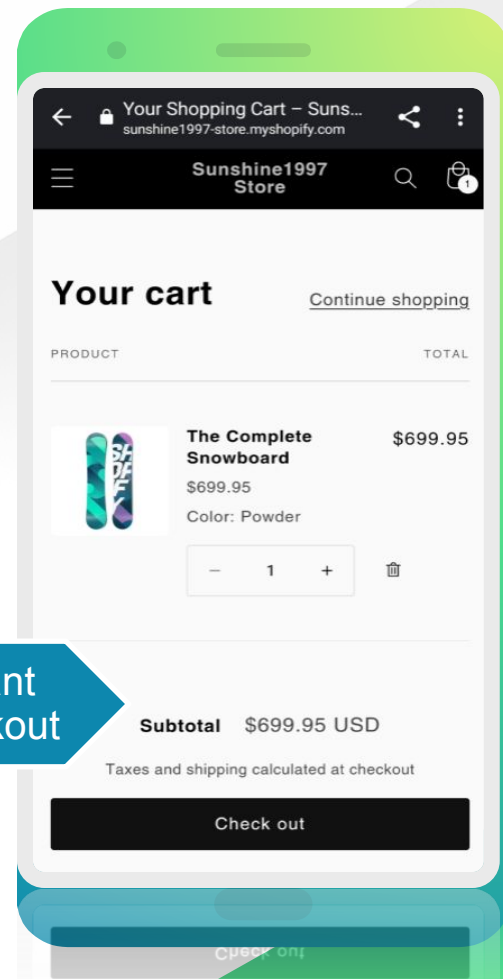 Your Shopping Cart – Suns...
sunshine1997-store.myshopify.com
Sunshine1997
Store
1
Your cart
Continue shopping
PRODUCT
TOTAL
The Complete
Snowboard
$699.95
$699.95
Color: Powder
− 1 +
Subtotal $699.95 USD
Taxes and shipping calculated at checkout
Check out